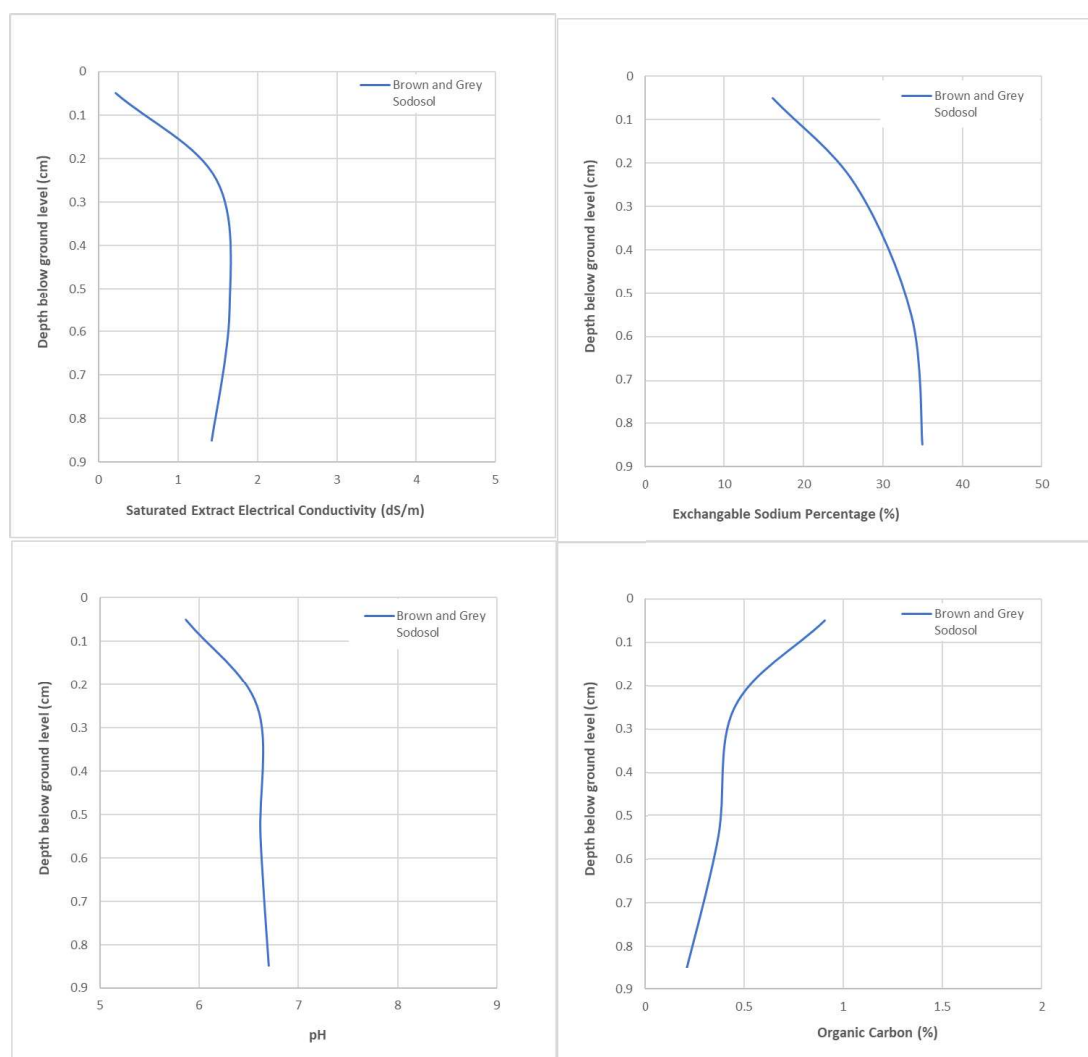 0
0.1
0.2
0.3
0.4
0.5
0.6
0.7
0.8
0.9
0 1 2 3 4 5
Depth below ground level (cm)
Saturated Extract Electrical Conductivity (dS/m)
Brown and Grey
Sodosol
0
0.1
0.2
0.3
0.4
0.5
0.6
0.7
0.8
0.9
0 10 20 30 40 50
Depth below ground level (cm)
Exchangable Sodium Percentage (%)
Brown and Grey
Sodosol
0
0.1
0.2
0.3
0.4
0.5
0.6
0.7
0.8
0.9
5 6 7 8 9
Depth below ground level (cm)
pH
Brown and Grey
Sodosol
0
0.1
0.2
0.3
0.4
0.5
0.6
0.7
0.8
0.9
0 0.5 1 1.5 2
Depth below ground level (cm)
Organic Carbon (%)
Brown and Grey
Sodosol